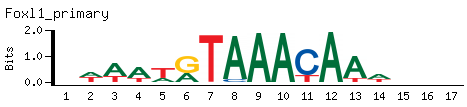 Foxl1_primary
2.0
Bits
1.0
0.0
A A A T G T A A A C A A A
T T T A A A T T T
1 2 3 4 5 6 7 8 9 10 11 12 13 14 15 16 17